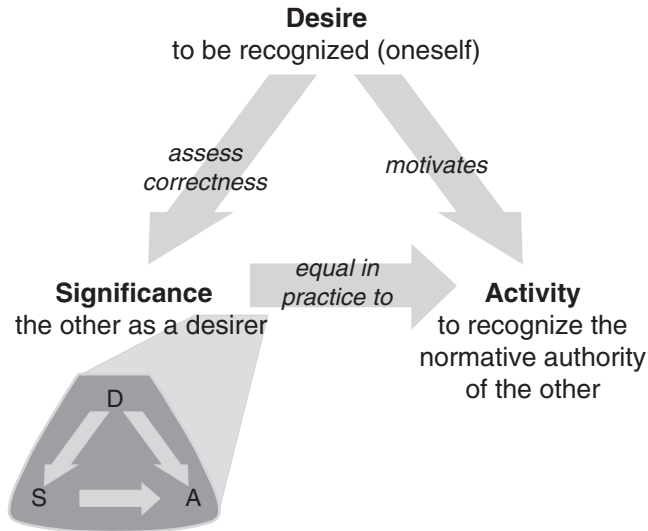 Desire
to be recognized (oneself)
assess
correctness
motivates
equal in
practice to
Significance
the other as a desirer
Activity
to recognize the
normative authority
of the other
D
S
A